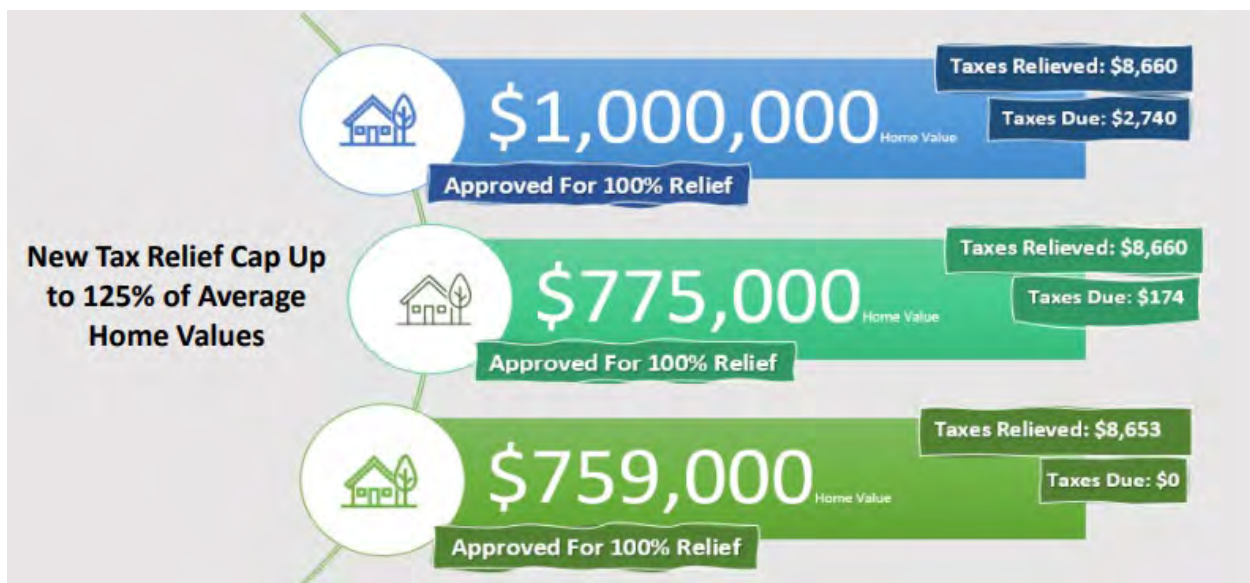 New Tax Relief Cap Up
to 125% of Average
Home Values
$1,000,000 Home Value
Taxes Relieved: $8,660
Taxes Due: $2,740
Approved For 100% Relief
$775,000 Home Value
Taxes Relieved: $8,660
Taxes Due: $174
Approved For 100% Relief
$759,000 Home Value
Taxes Relieved: $8,653
Taxes Due: $0
Approved For 100% Relief